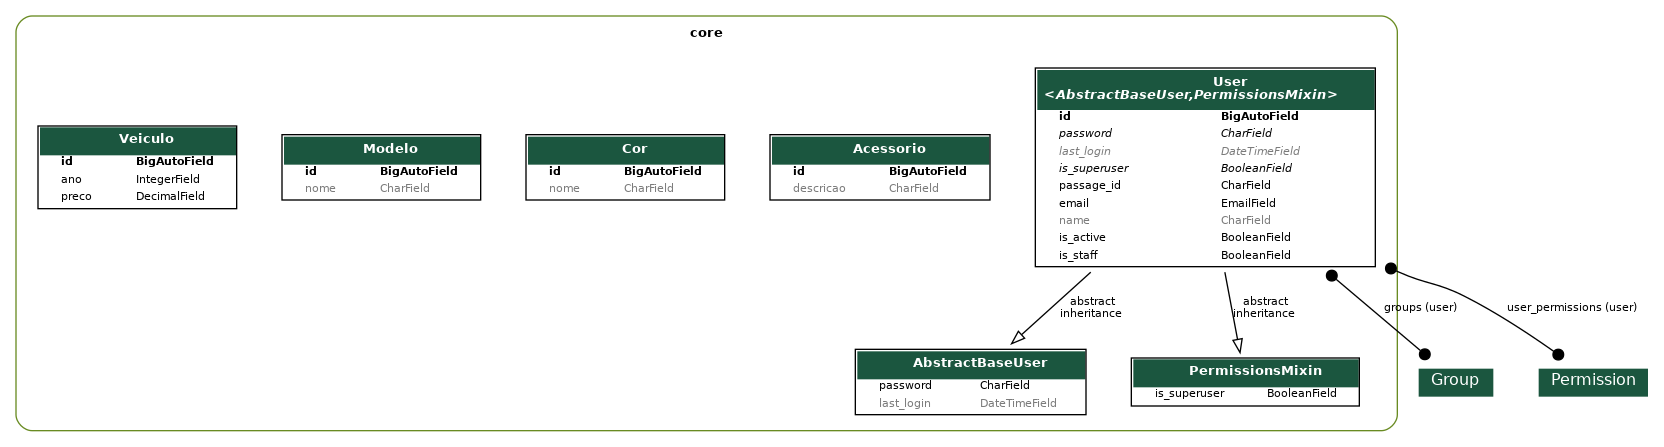 core
Veiculo
id BigAutoField
ano IntegerField
preco DecimalField
Modelo
id BigAutoField
nome CharField
Cor
id BigAutoField
nome CharField
Acessorio
id BigAutoField
descricao CharField
User
<AbstractBaseUser,PermissionsMixin>
id BigAutoField
password CharField
last_login DateTimeField
is_superuser BooleanField
passage_id CharField
email EmailField
name CharField
is_active BooleanField
is_staff BooleanField
abstract
inheritance
abstract
inheritance
groups (user)
user_permissions (user)
AbstractBaseUser
password CharField
last_login DateTimeField
PermissionsMixin
is_superuser BooleanField
Group
Permission